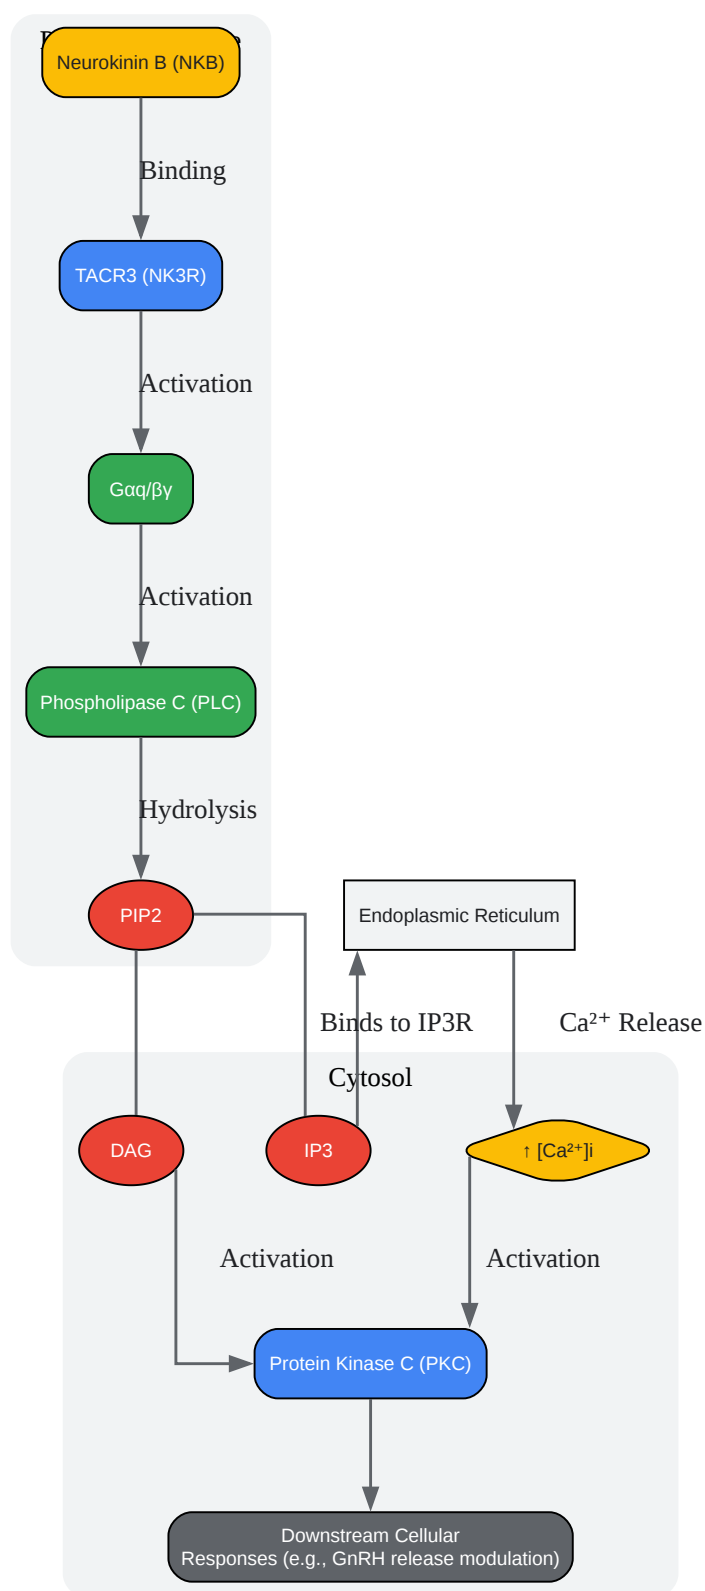 Neurokinin B (NKB)
Binding
TACR3 (NK3R)
Activation
Gαq/βγ
Activation
Phospholipase C (PLC)
Hydrolysis
PIP2
Endoplasmic Reticulum
Binds to IP3R
Ca²⁺ Release
Cytosol
DAG
IP3
↑ [Ca²⁺]i
Activation
Activation
Protein Kinase C (PKC)
Downstream Cellular
Responses (e.g., GnRH release modulation)